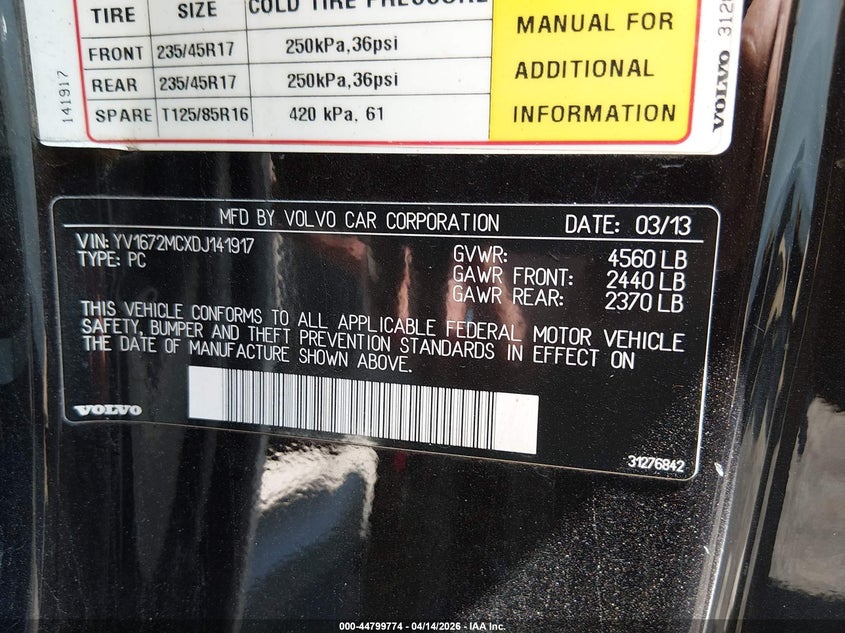 TIRE SIZE COLD TIRE PRESSURE
FRONT 235/45R17 250kPa,36psi
REAR 235/45R17 250kPa,36psi
SPARE T125/85R16 420 kPa, 61
MANUAL FOR
ADDITIONAL
INFORMATION
141917
VOLVO
MFD BY VOLVO CAR CORPORATION DATE: 03/13
VIN: YV1672MCXDJ141917
TYPE: PC
GVWR: 4560 LB
GAWR FRONT: 2440 LB
GAWR REAR: 2370 LB
THIS VEHICLE CONFORMS TO ALL APPLICABLE FEDERAL MOTOR VEHICLE
SAFETY, BUMPER AND THEFT PREVENTION STANDARDS IN EFFECT ON
THE DATE OF MANUFACTURE SHOWN ABOVE.
VOLVO
31276842
000-44799774 - 04/14/2026 - IAA Inc.